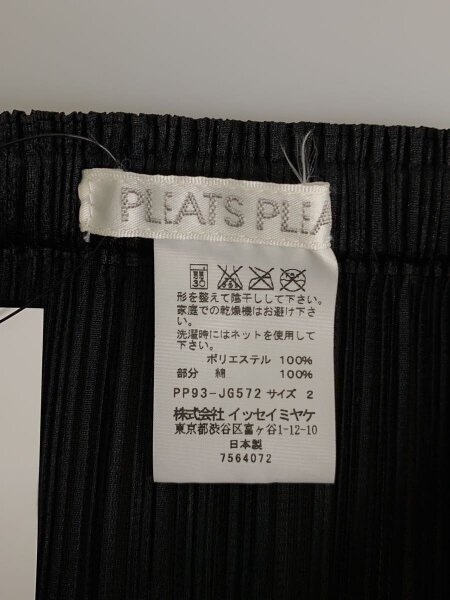 PLEATS PLEA
形を整えて陰干しして下さい。
家庭での乾燥機はお避け下さい。
洗濯時にはネットを使用して下さい。
ポリエステル 100%
部分 綿 100%
PP93-JG572 サイズ 2
株式会社 イッセイミヤケ
東京都渋谷区富ヶ谷1-12-10
日本製
7564072